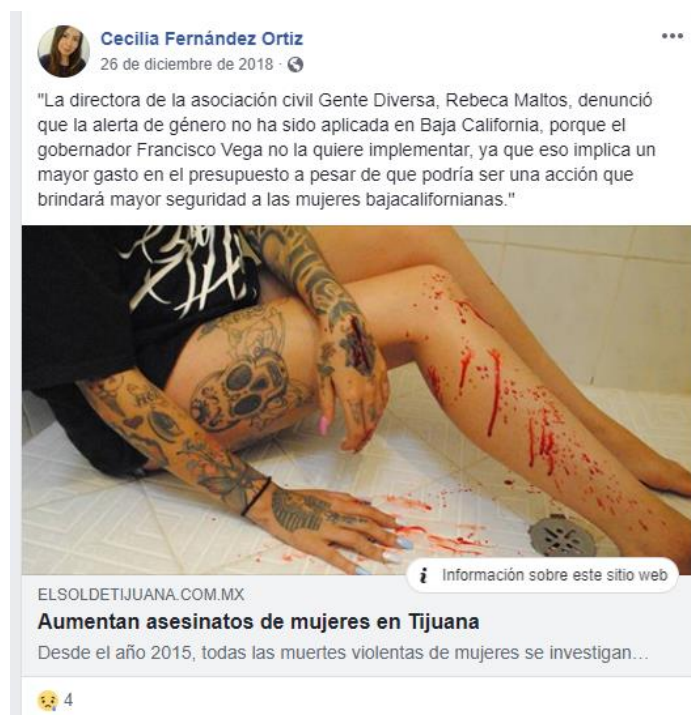 Cecilia Fernández Ortiz
26 de diciembre de 2018 ·
"La directora de la asociación civil Gente Diversa, Rebeca Maltos, denunció
que la alerta de género no ha sido aplicada en Baja California, porque el
gobernador Francisco Vega no la quiere implementar, ya que eso implica un
mayor gasto en el presupuesto a pesar de que podría ser una acción que
brindará mayor seguridad a las mujeres bajacalifornianas."
i Información sobre este sitio web
ELSOLDETIJUANA.COM.MX
Aumentan asesinatos de mujeres en Tijuana
Desde el año 2015, todas las muertes violentas de mujeres se investigan...
4